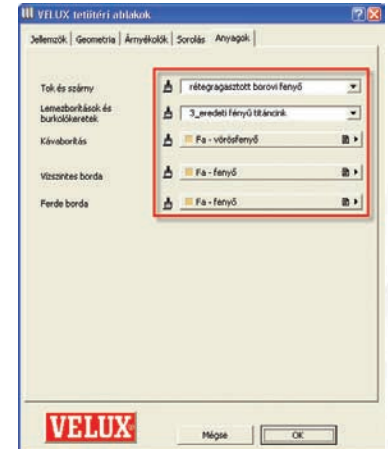 VELUX tetőtéri ablakok
Jellemzők Geometria Árnyékolók Sorolás Anyagok
Tok és szárny rétegragasztott borovi fenyő
Lemezborítások és burkolókeretek 3_eredeti fényű titáncink
Kávaborítás Fa - vörösfenyő
Vízszintes borda Fa - fenyő
Ferde borda Fa - fenyő
VELUX
Mégse OK